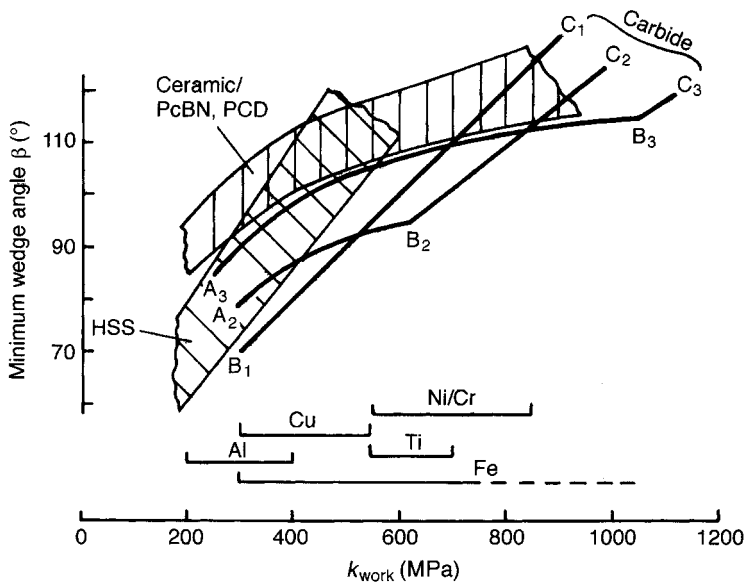 C₁ Carbide
C₂
C₃
Ceramic/
PcBN, PCD
B₃
B₂
A₃
A₂
HSS
B₁
Minimum wedge angle β (°)
110
90
70
Ni/Cr
Cu
Ti
Al
Fe
0 200 400 600 800 1000 1200
k_work (MPa)